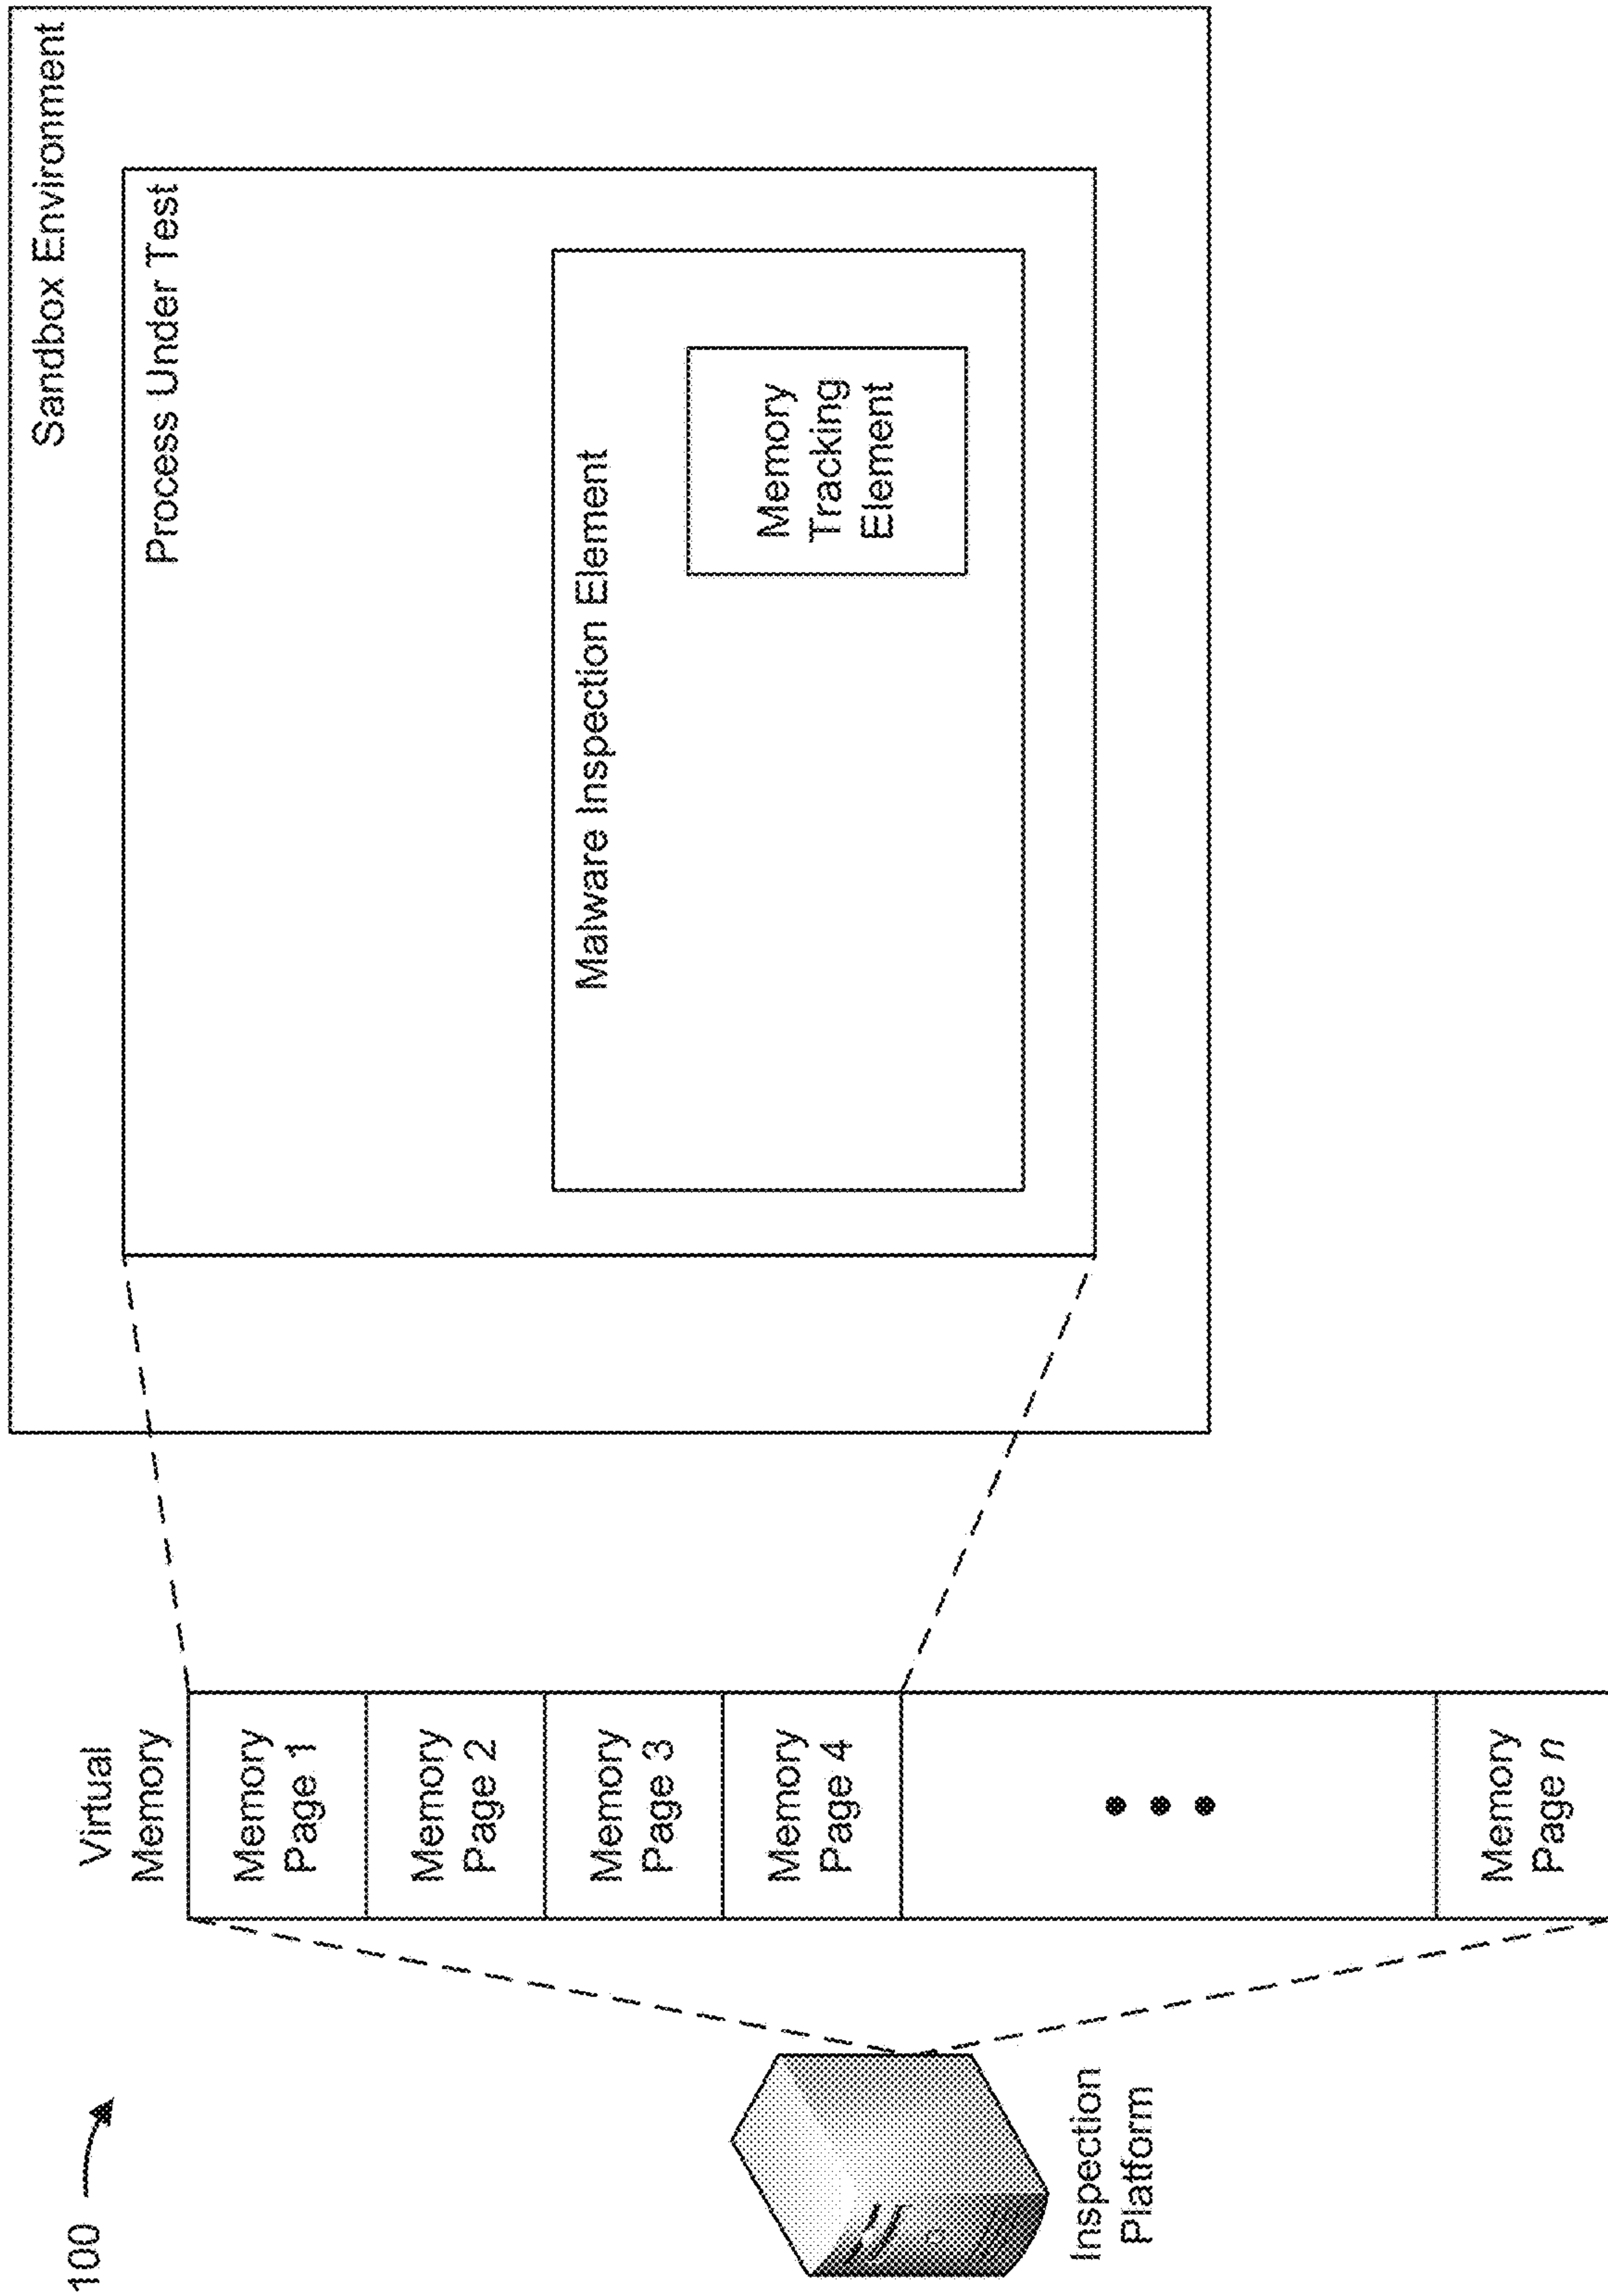 100
Inspection
Platform
Virtual
Memory
Memory
Page 1
Memory
Page 2
Memory
Page 3
Memory
Page 4
Memory
Page n
Sandbox Environment
Process Under Test
Malware Inspection Element
Memory
Tracking
Element